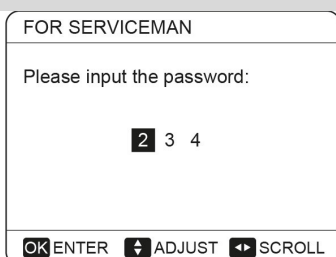 FOR SERVICEMAN
Please input the password:
2 3 4
OK ENTER ADJUST SCROLL